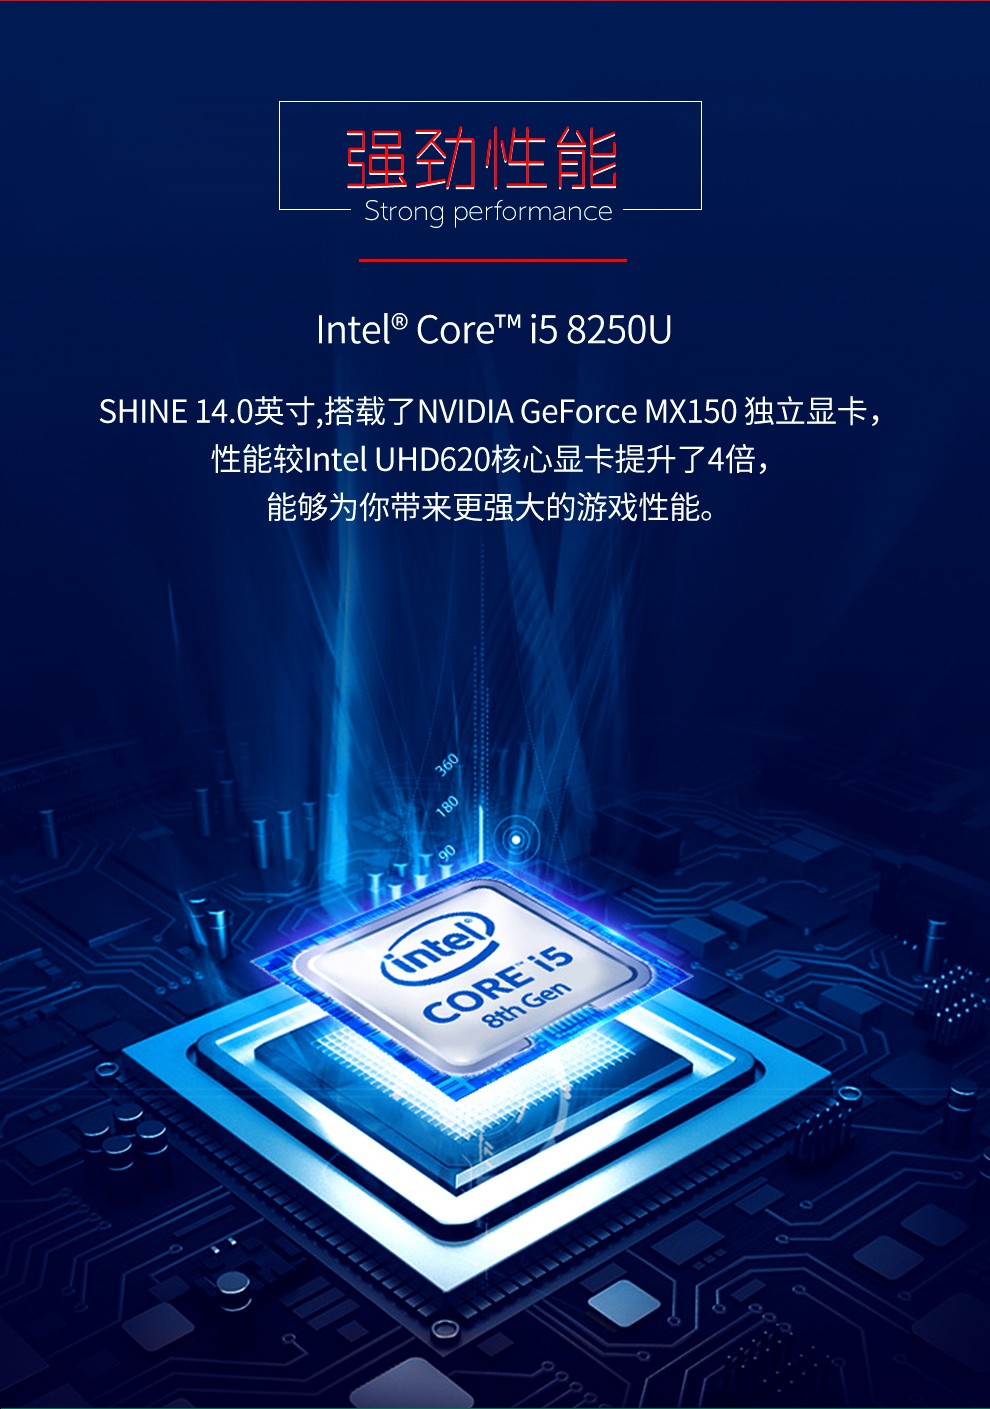 强劲性能
Strong performance
Intel® Core™ i5 8250U
SHINE 14.0英寸,搭载了NVIDIA GeForce MX150 独立显卡，
性能较Intel UHD620核心显卡提升了4倍，
能够为你带来更强大的游戏性能。
360
180
90
intel®
CORE™ i5
8th Gen